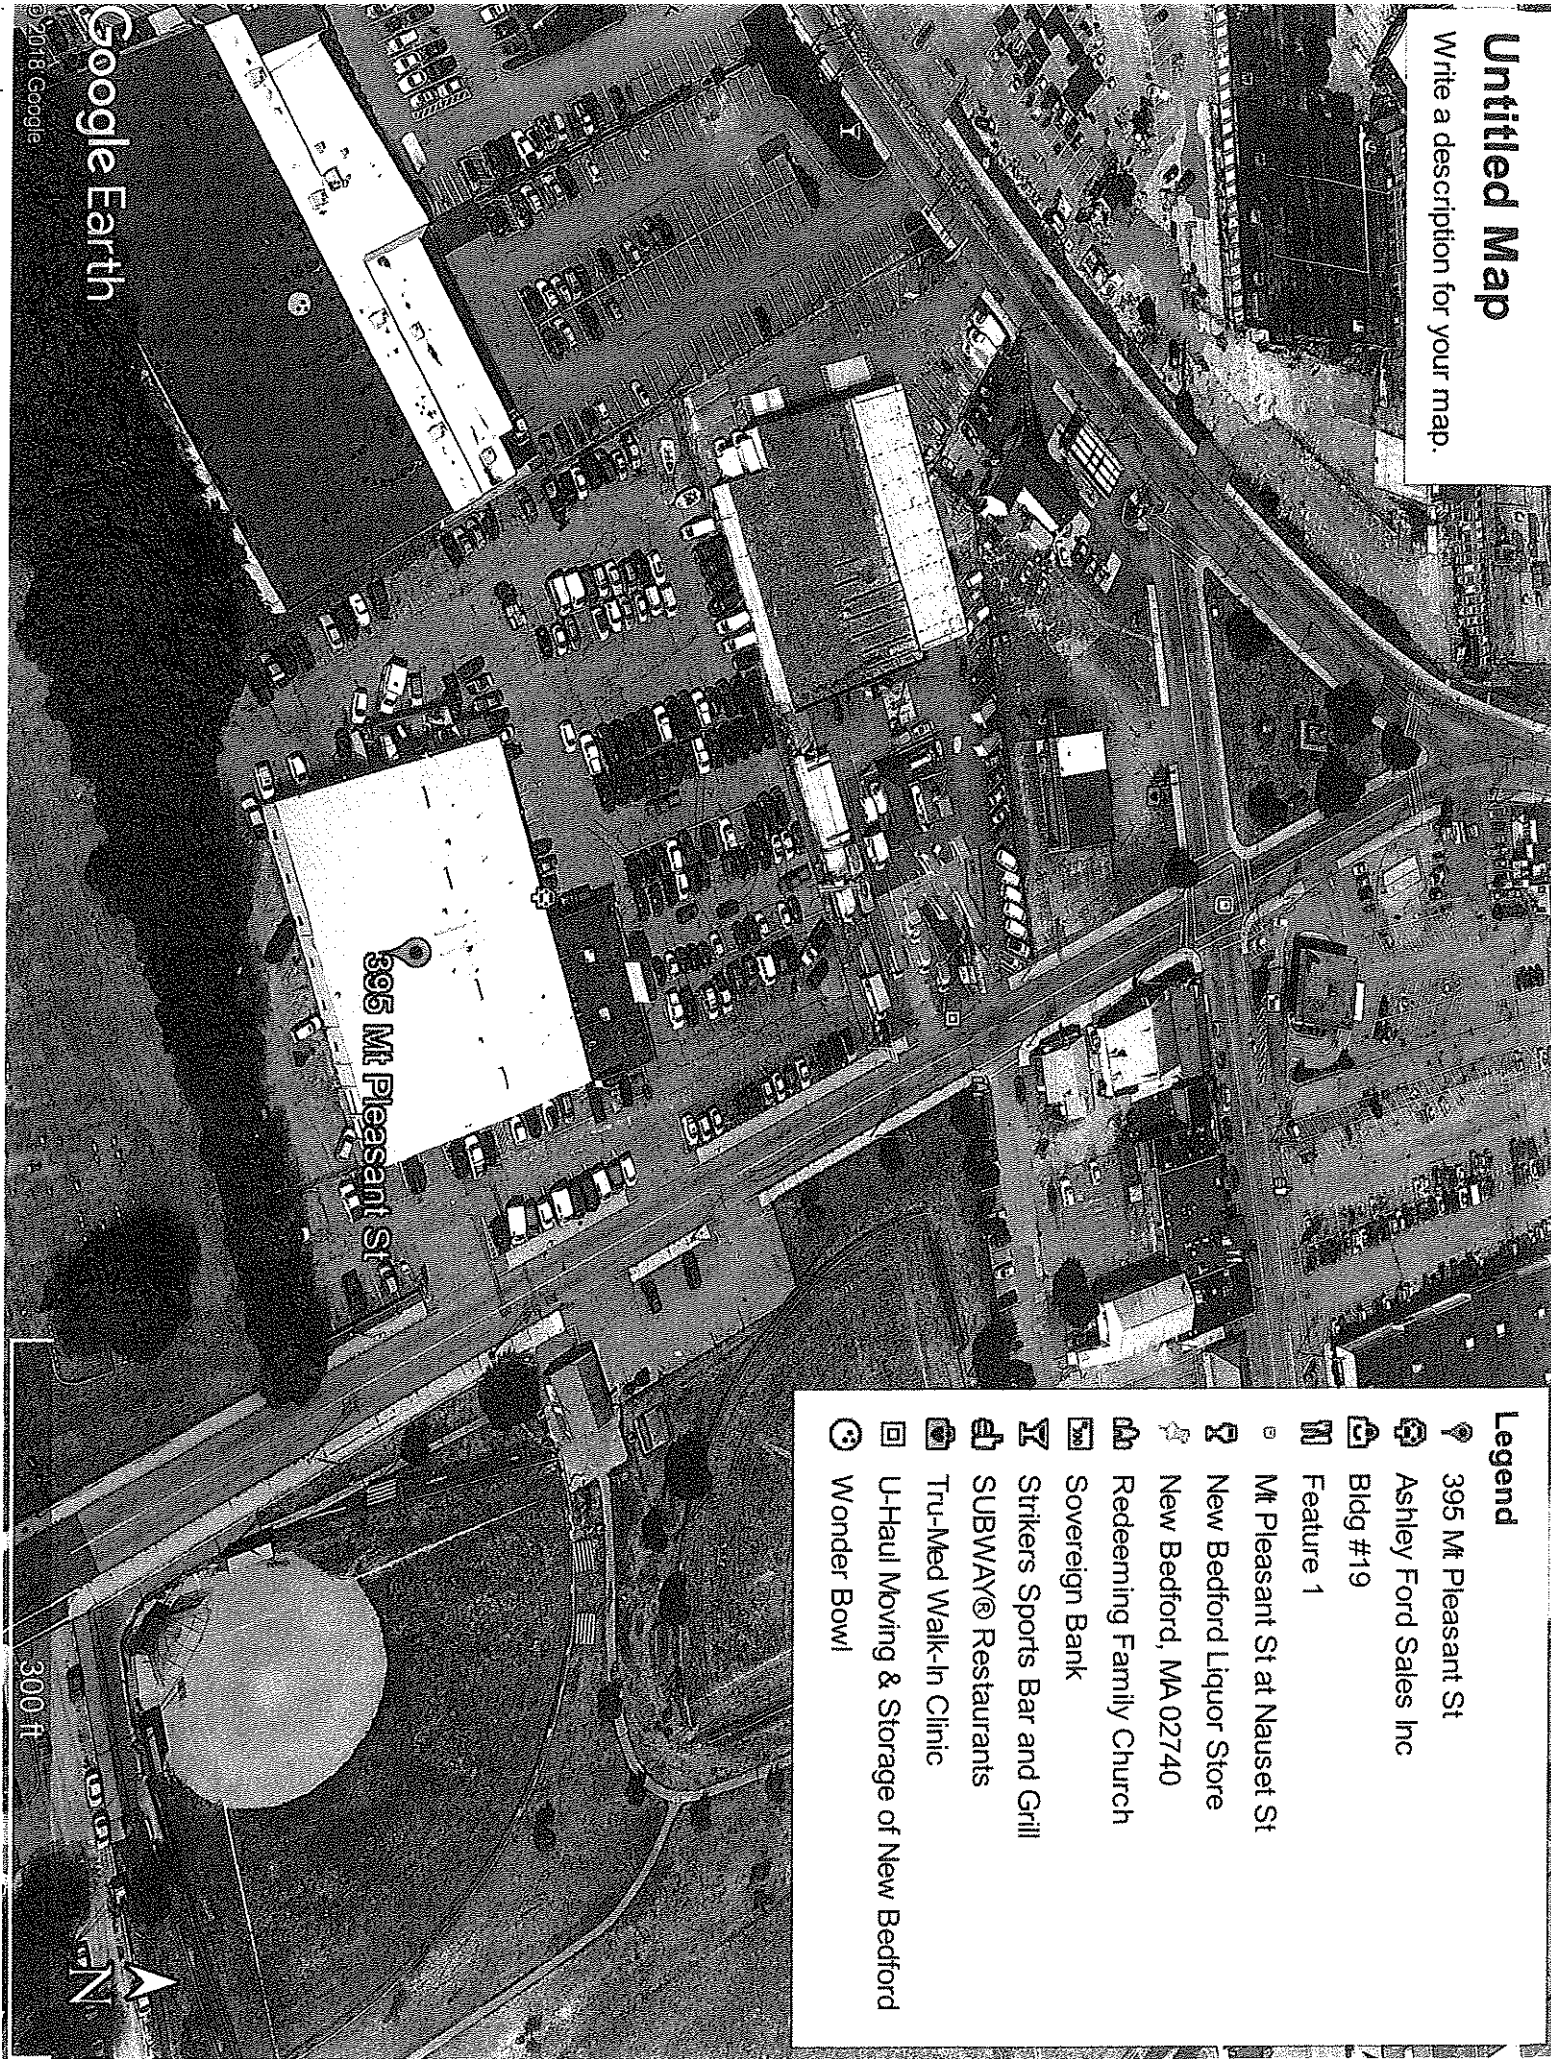 Untitled Map
Write a description for your map.
Legend
395 Mt Pleasant St
Ashley Ford Sales Inc
Bldg #19
Feature 1
Mt Pleasant St at Nauset St
New Bedford Liquor Store
New Bedford, MA 02740
Redeeming Family Church
Sovereign Bank
Strikers Sports Bar and Grill
SUBWAY® Restaurants
Tru-Med Walk-In Clinic
U-Haul Moving & Storage of New Bedford
Wonder Bowl
395 Mt Pleasant St
Google Earth
© 2018 Google
300 ft
N